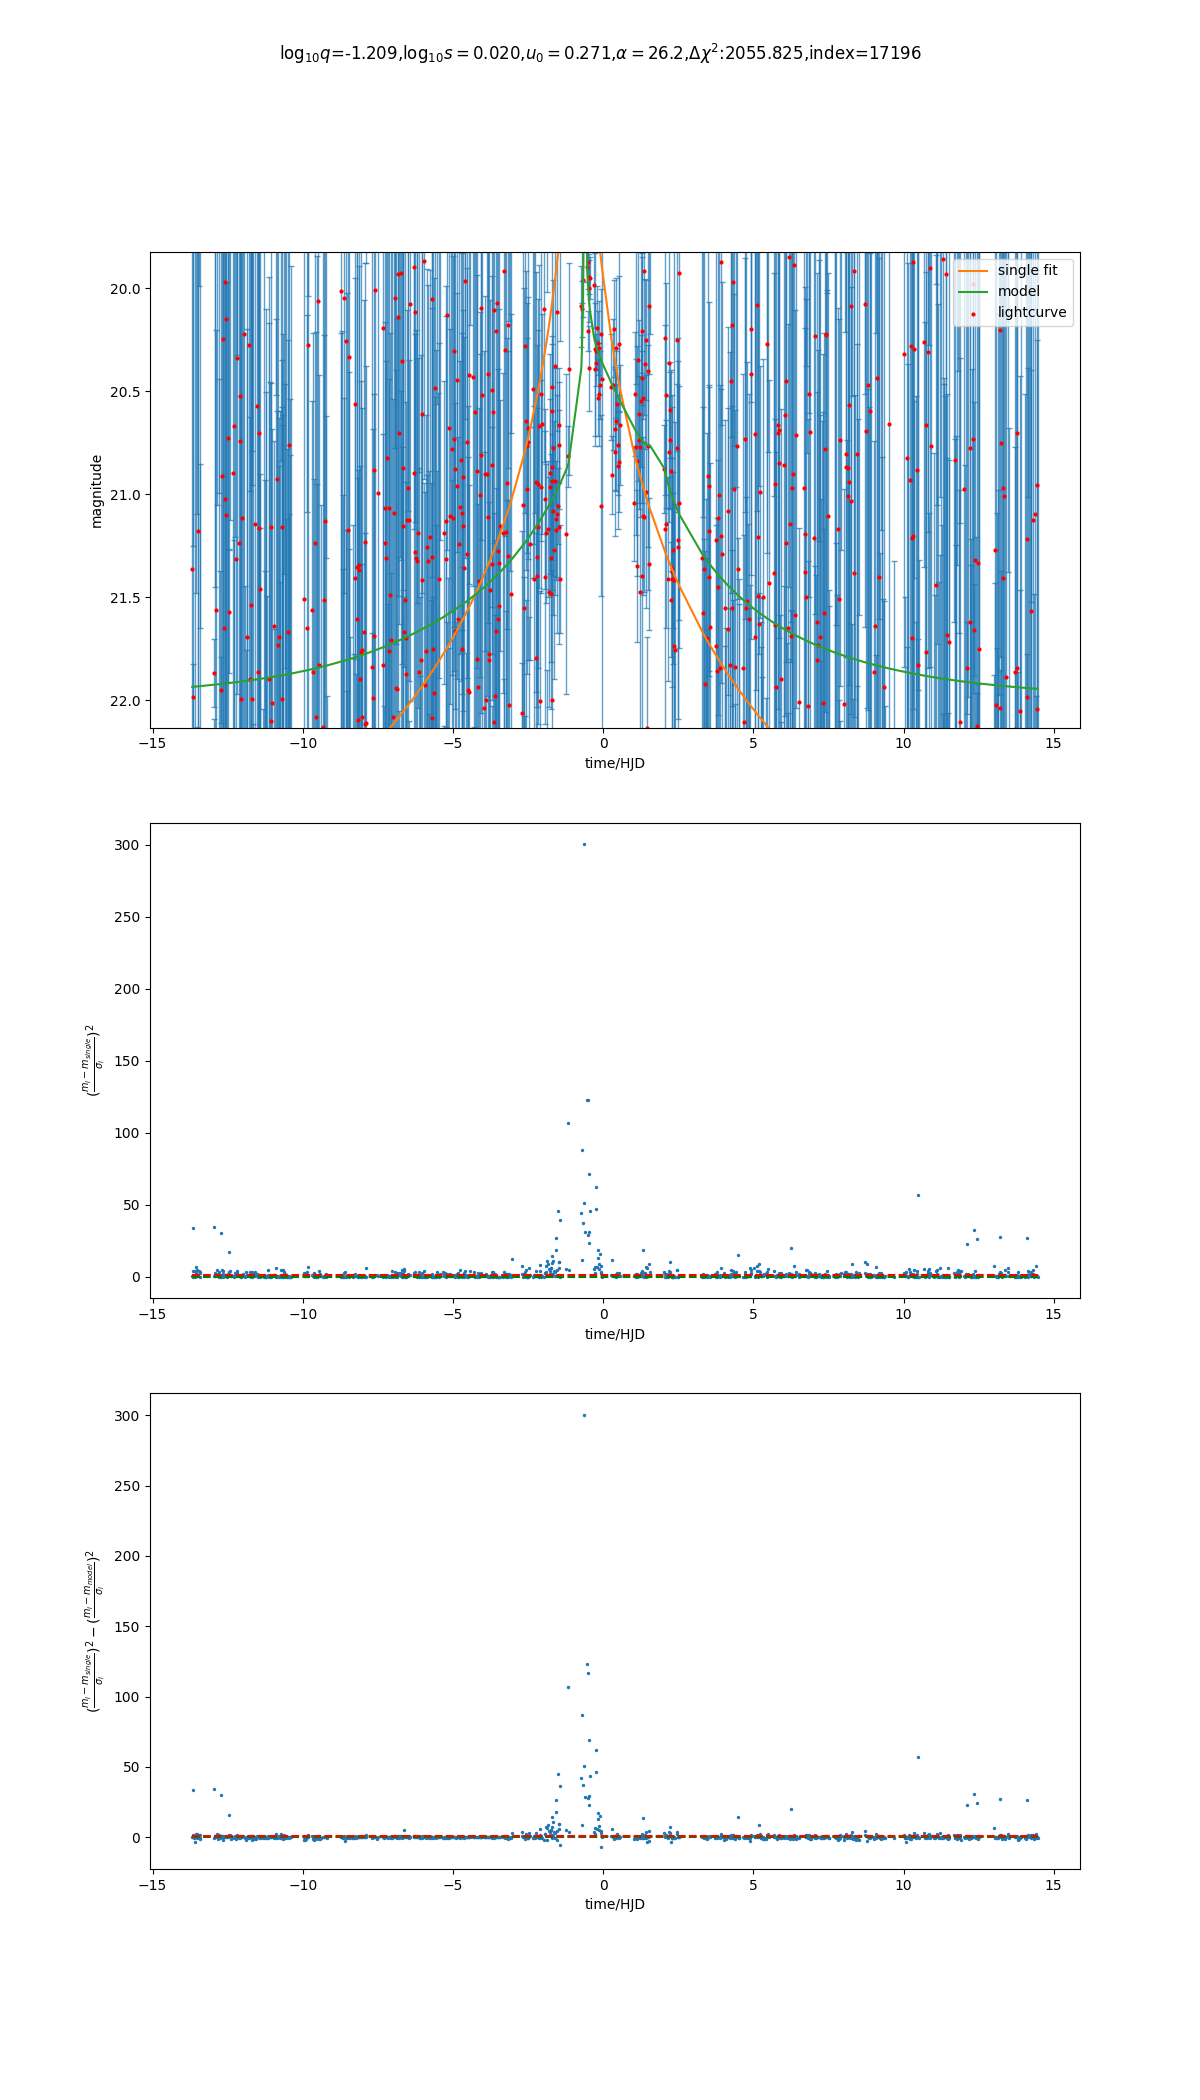 log₁₀q=-1.209,log₁₀s = 0.020,u₀ = 0.271,α = 26.2,Δχ²:2055.825,index=17196
single fit
model
lightcurve
magnitude
20.0
20.5
21.0
21.5
22.0
−15 −10 −5 0 5 10 15
time/HJD
(mᵢ − m_single / σᵢ)²
300
250
200
150
100
50
0
−15 −10 −5 0 5 10 15
time/HJD
(mᵢ − m_single / σᵢ)² − (mᵢ − m_model / σᵢ)²
300
250
200
150
100
50
0
−15 −10 −5 0 5 10 15
time/HJD